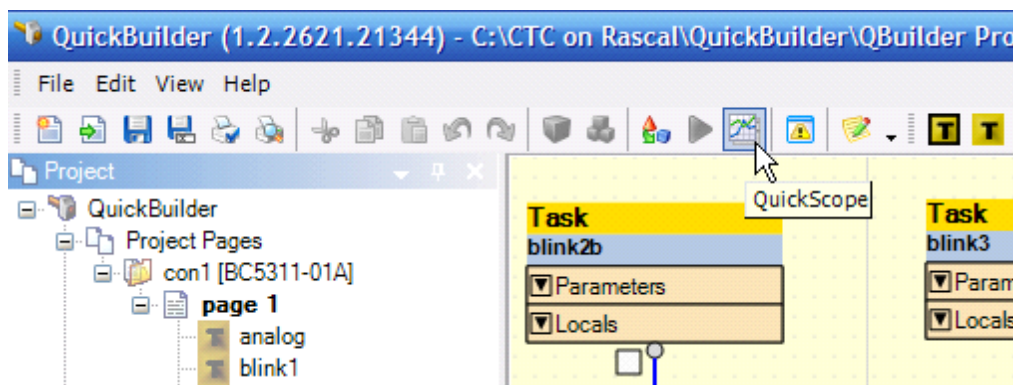 QuickBuilder (1.2.2621.21344) - C:\CTC on Rascal\QuickBuilder\QBuilder Pro
File Edit View Help
T T
Project
QuickScope
QuickBuilder
Project Pages
con1 [BC5311-01A]
page 1
analog
blink1
Task
blink2b
Parameters
Locals
Task
blink3
Param
Locals